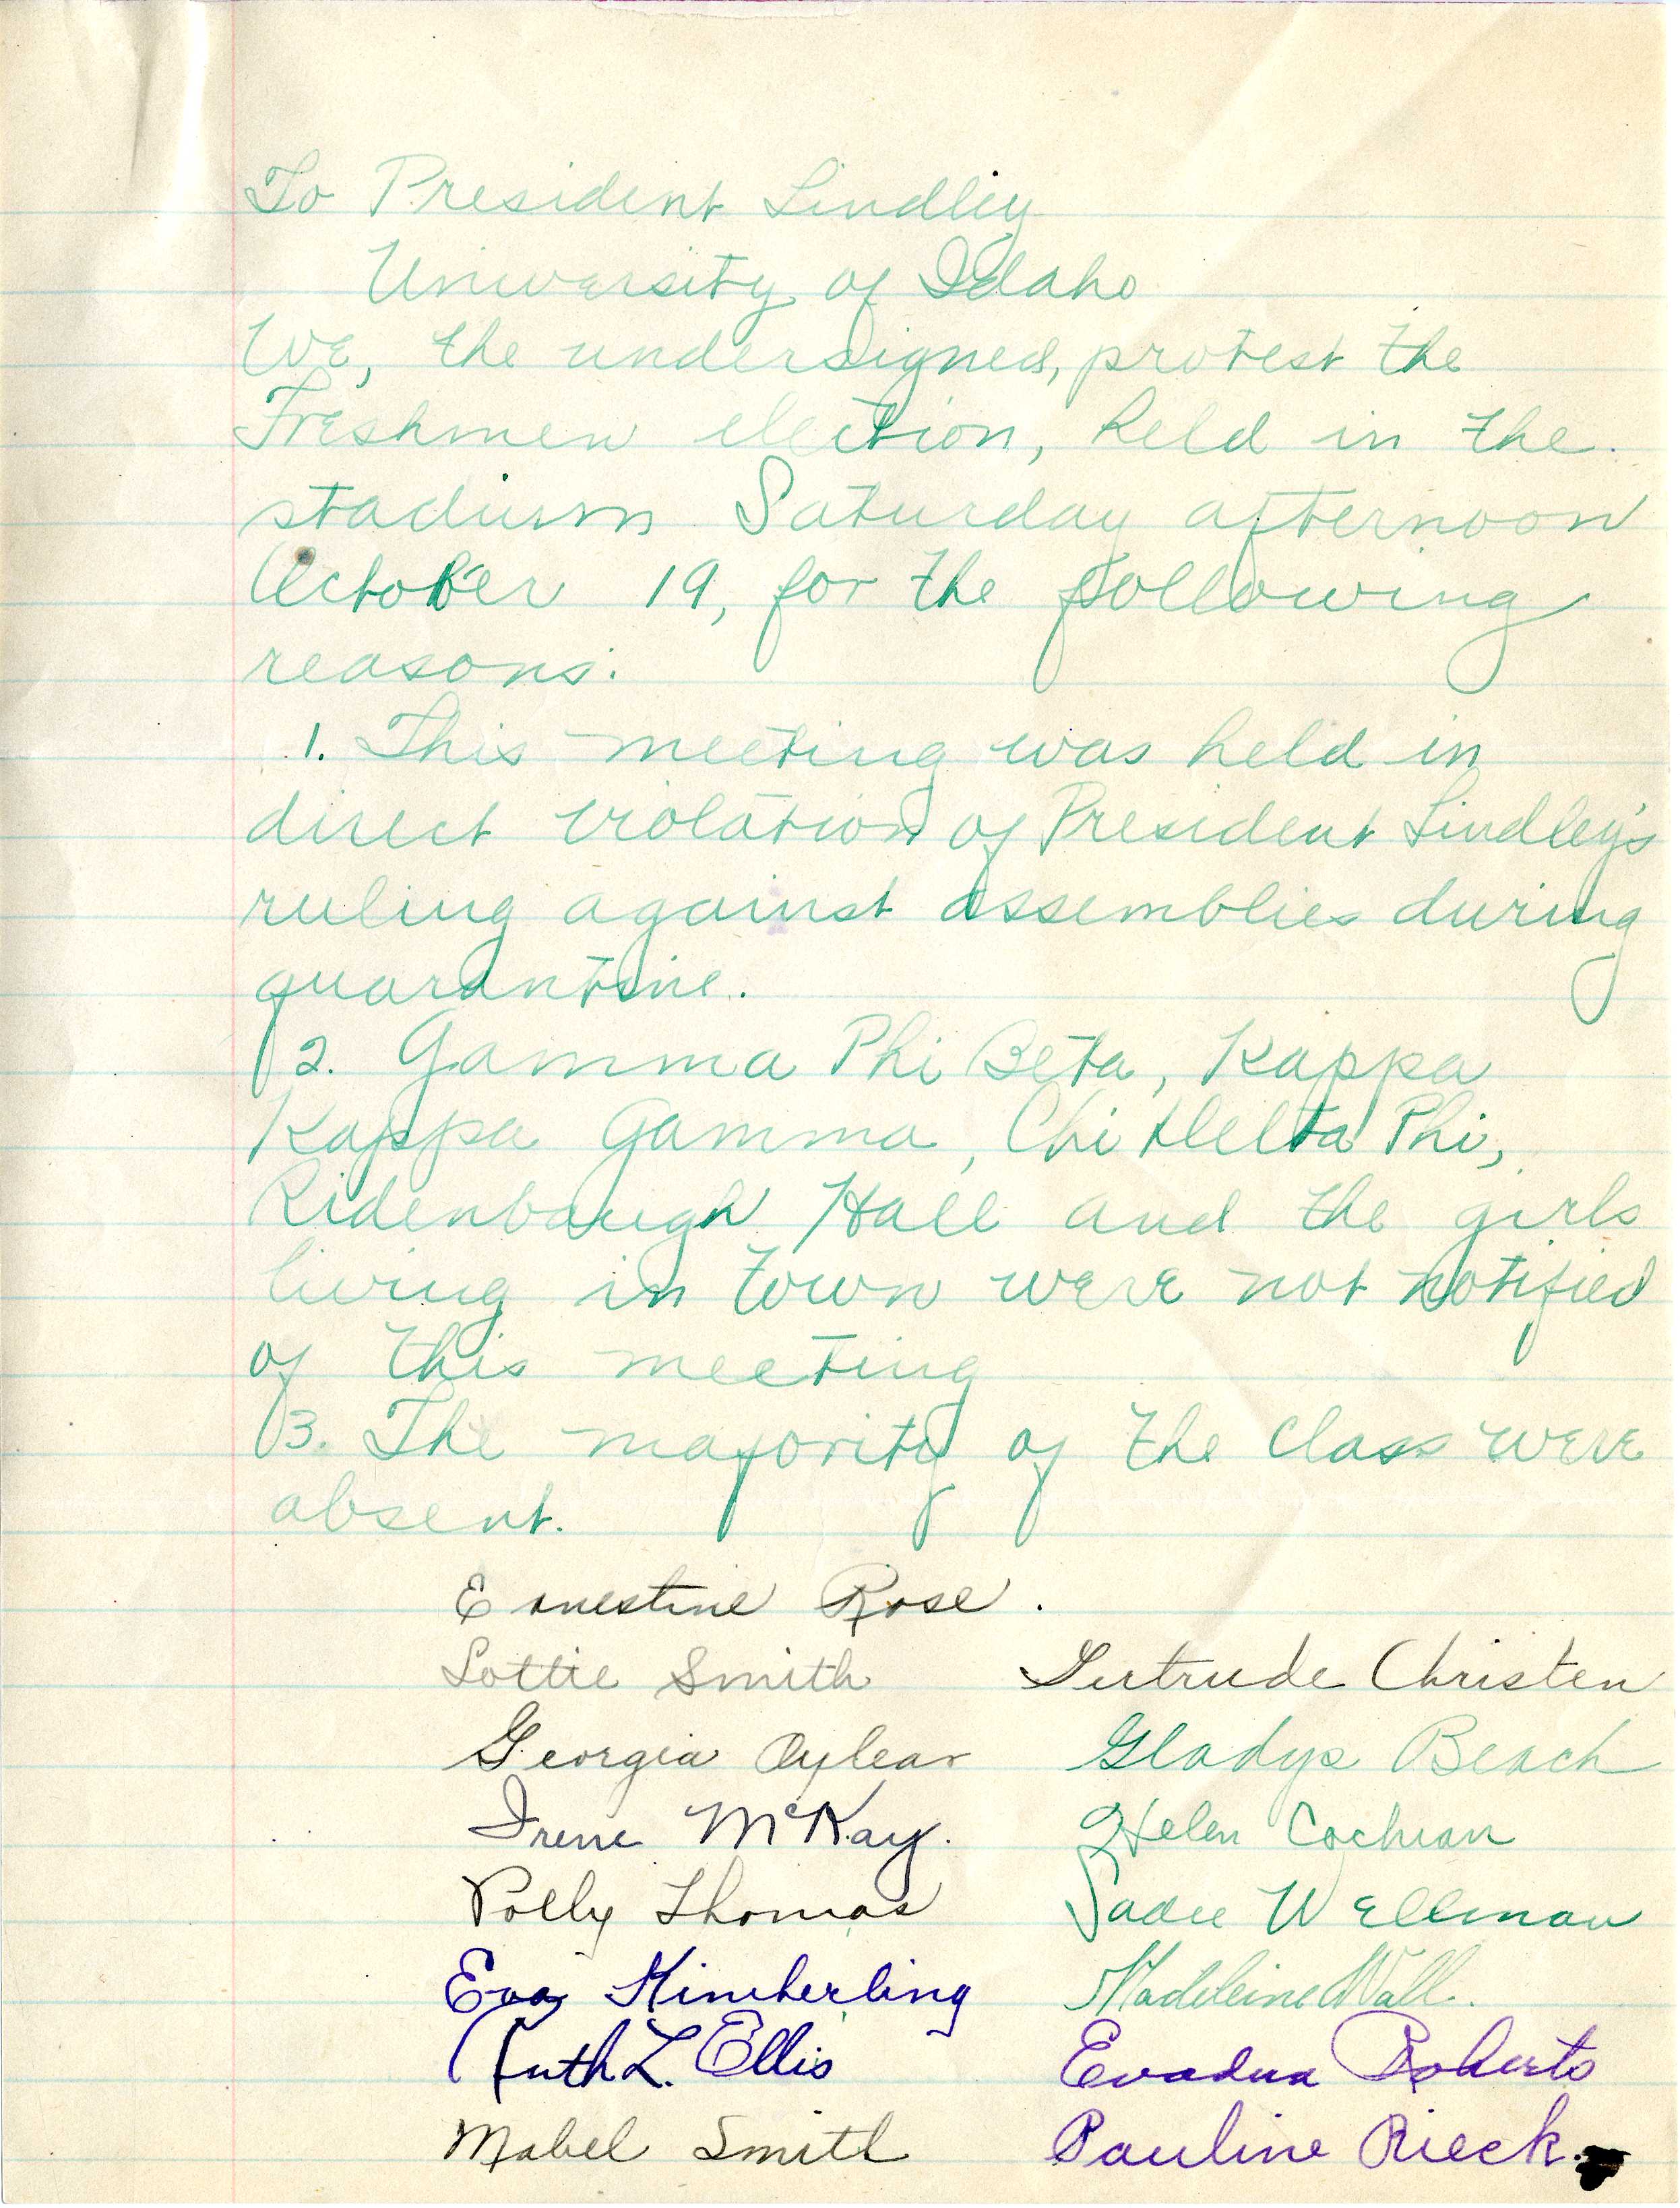 To President Lindley
University of Idaho
We, the undersigned, protest the
Freshmen election, held in the
stadium Saturday afternoon
October 19, for the following
reasons:
1. This meeting was held in
direct violation of President Lindley's
ruling against assemblies during
quarantine.
2. Gamma Phi Beta, Kappa
Kappa Gamma, Chi Delta Phi,
Ridenbaugh Hall and the girls
living in town were not notified
of this meeting
3. The majority of the class were
absent.
Ernestine Rose.
Lottie Smith Gertrude Christen
Georgia Oylear Gladys Beach
Irene McKay. Helen Cochran
Polly Thomas Sadie Wellman
Eva Kimberling Madeleine Wall.
Ruth L. Ellis Evadna Roberts
Mabel Smith Pauline Rieck.